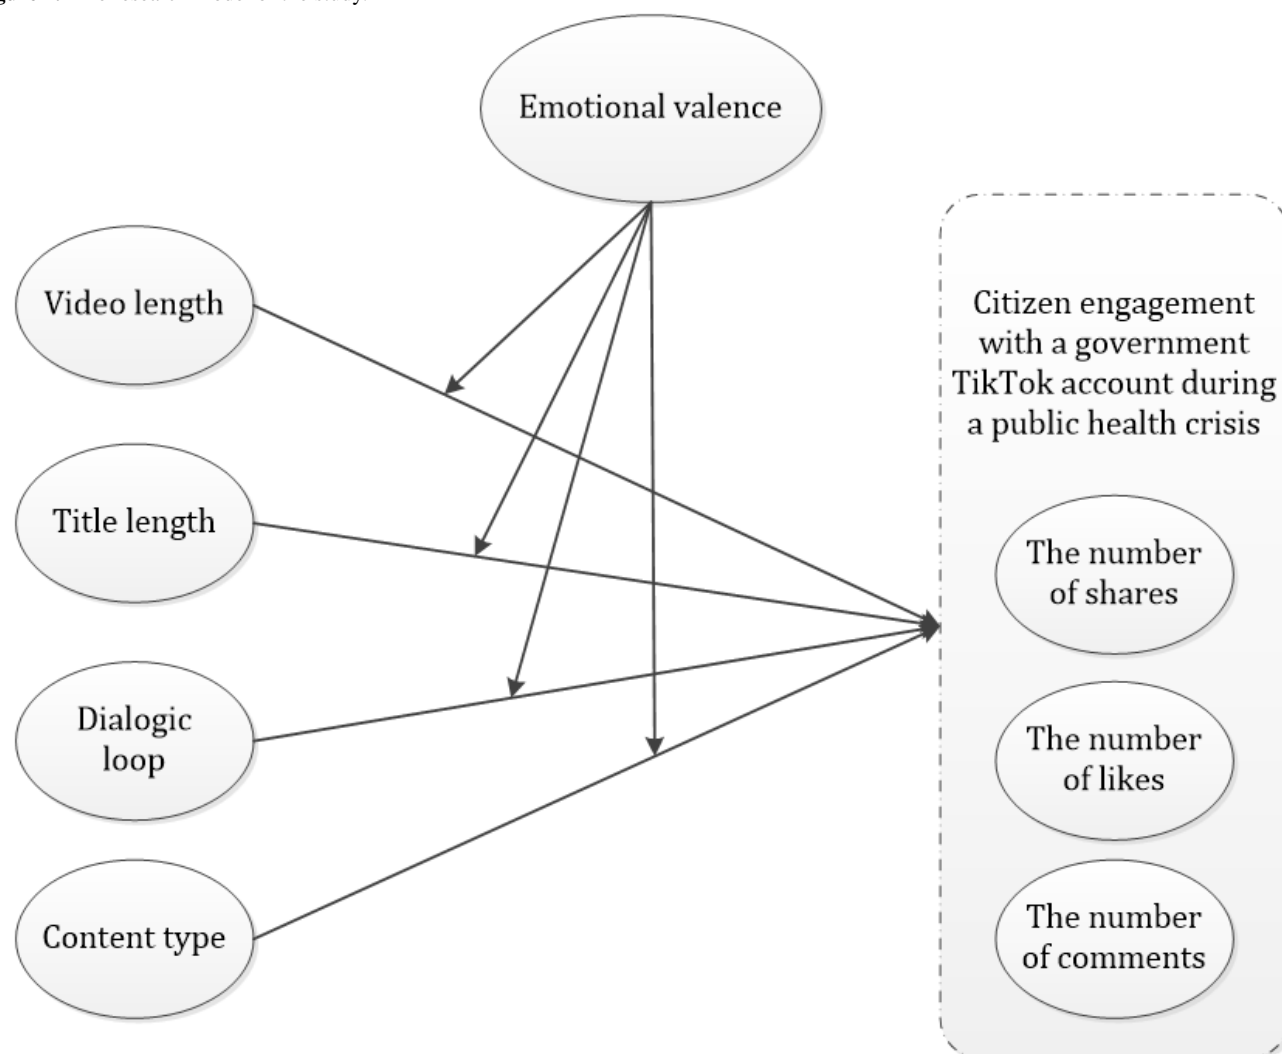 Emotional valence
Video length
Title length
Dialogic
loop
Content type
Citizen engagement
with a government
TikTok account during
a public health crisis
The number
of shares
The number
of likes
The number
of comments